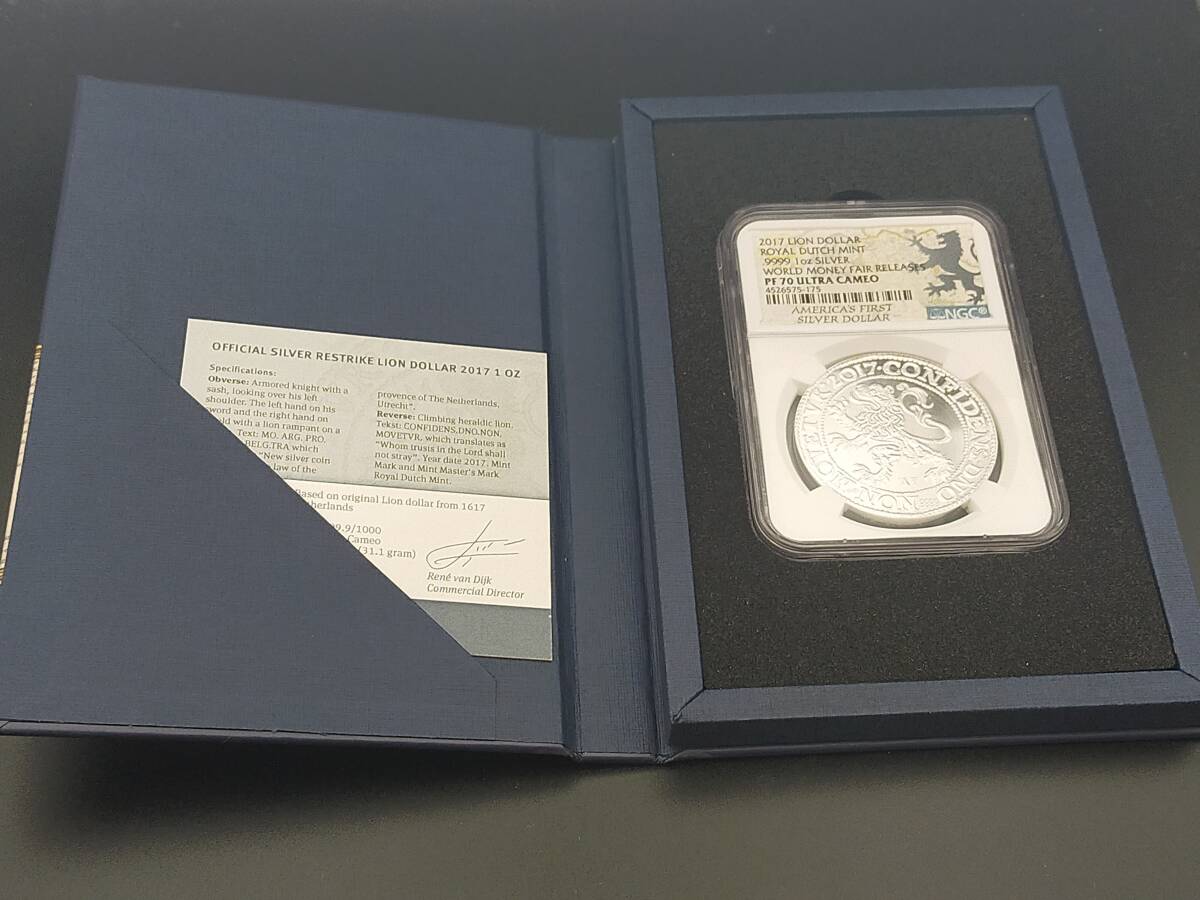 OFFICIAL SILVER RESTRIKE LION DOLLAR 2017 1 OZ
Specifications:
Obverse: Armored knight with a
sash, looking over his left
shoulder. The left hand on his
sword and the right hand on
with a lion rampant on a
Text: MO. ARG. PRO.
BELG.TRA which
"New silver coin
law of the
provence of The Netherlands,
Utrecht".
Reverse: Climbing heraldic lion.
Tekst: CONFIDENS.DNO.NON.
MOVETVR, which translates as
"Whom trusts in the Lord shall
not stray". Year date 2017. Mint
Mark and Mint Master's Mark
Royal Dutch Mint.
Based on original Lion dollar from 1617
9.9/1000
Cameo
(31.1 gram)
René van Dijk
Commercial Director
2017 LION DOLLAR
ROYAL DUTCH MINT
.9999 1oz SILVER
WORLD MONEY FAIR RELEASES
PF 70 ULTRA CAMEO
4526575-175
AMERICA'S FIRST
SILVER DOLLAR
NGC®
2017·CONFIDENS·DNO·NON·MOVETVR
9999